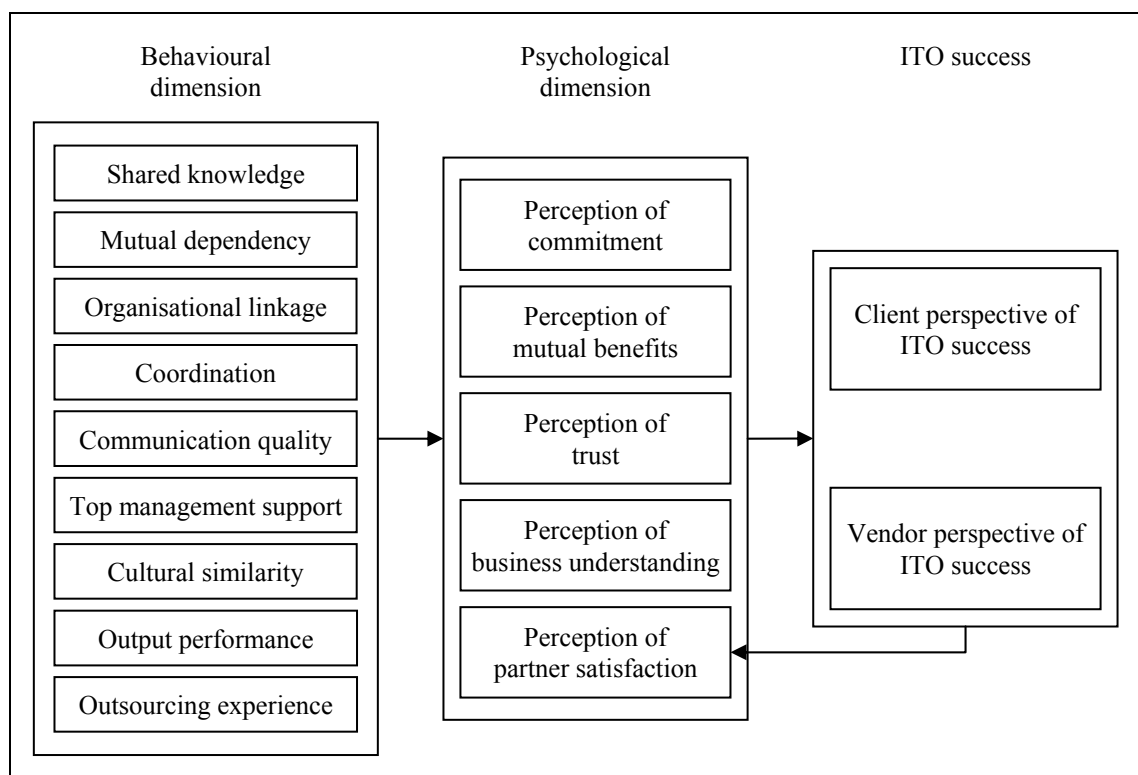 Behavioural
dimension
Psychological
dimension
ITO success
Shared knowledge
Mutual dependency
Organisational linkage
Coordination
Communication quality
Top management support
Cultural similarity
Output performance
Outsourcing experience
Perception of
commitment
Perception of
mutual benefits
Perception of
trust
Perception of
business understanding
Perception of
partner satisfaction
Client perspective of
ITO success
Vendor perspective of
ITO success